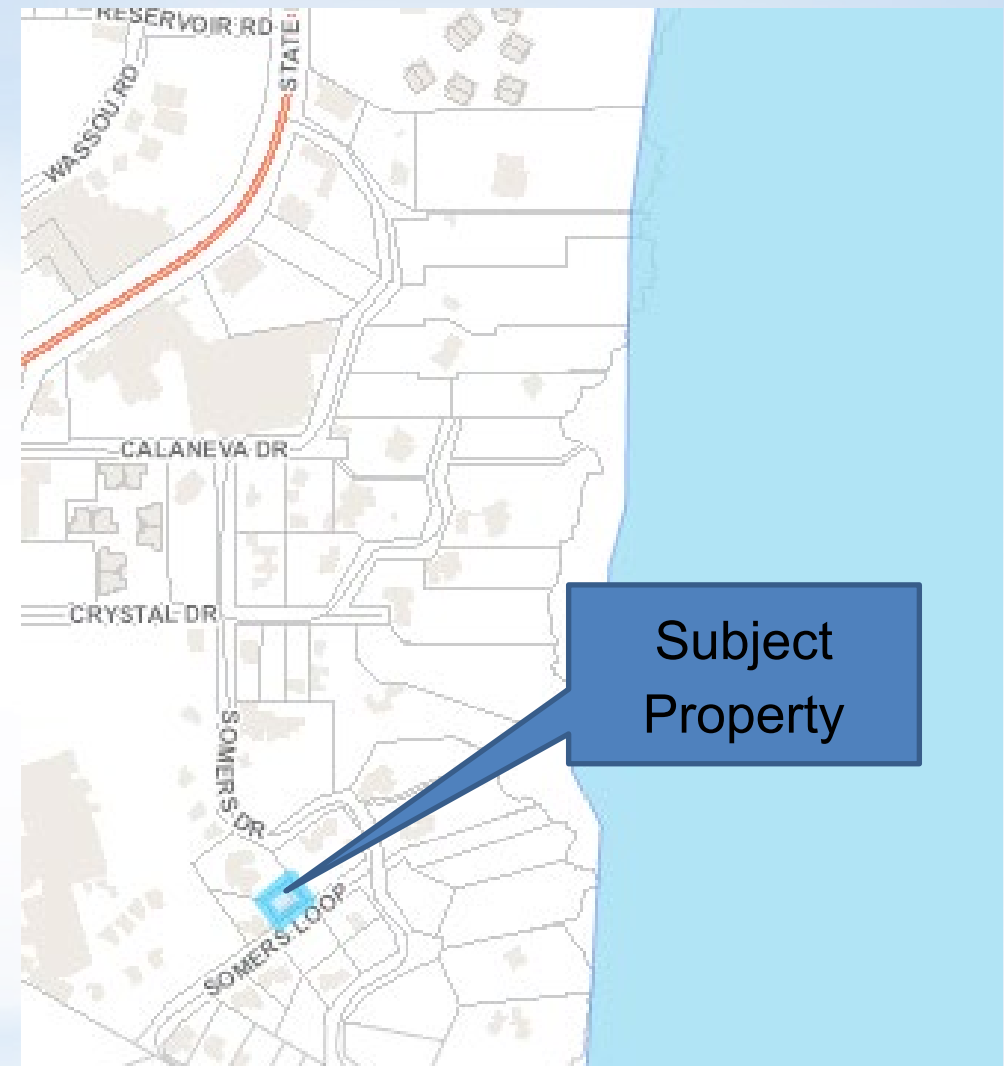 RESERVOIR RD
STATE
WASSOU RD
CALANEVA DR
CRYSTAL DR
Subject
Property
SOMERS DR
SOMERS LOOP